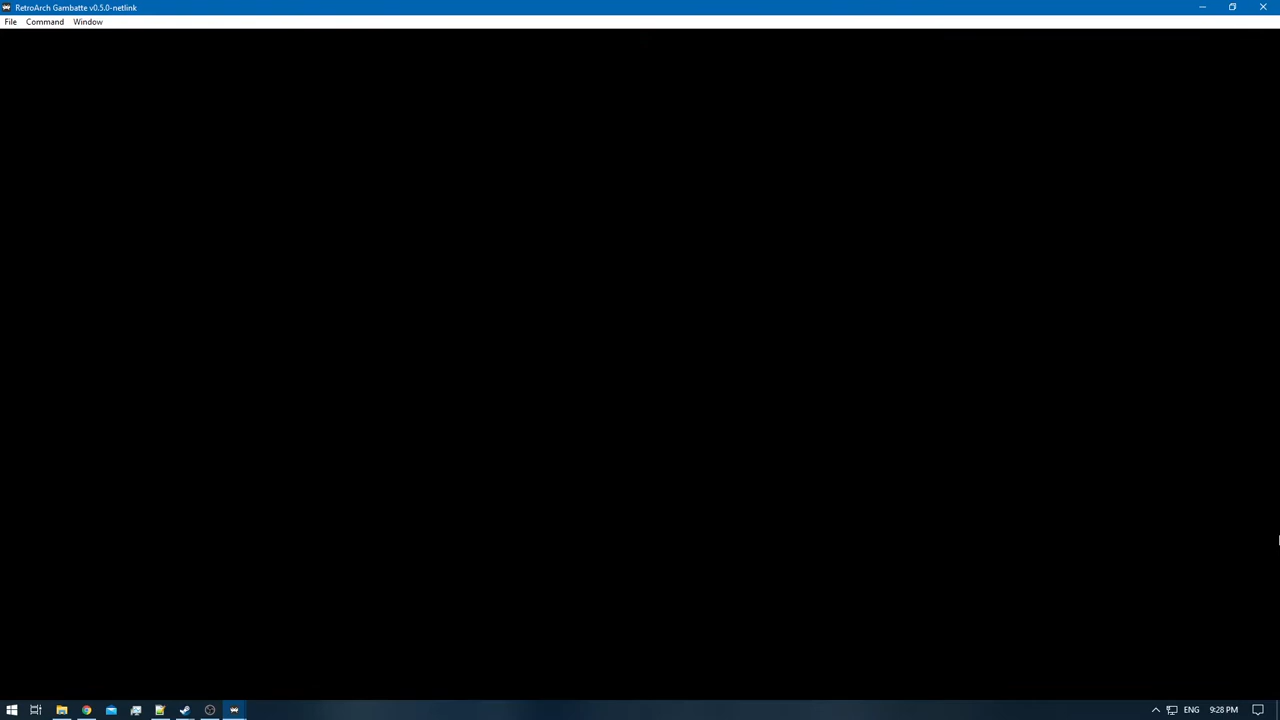 RetroArch Gambatte v0.5.0-netlink
File Command Window
ENG 9:28 PM